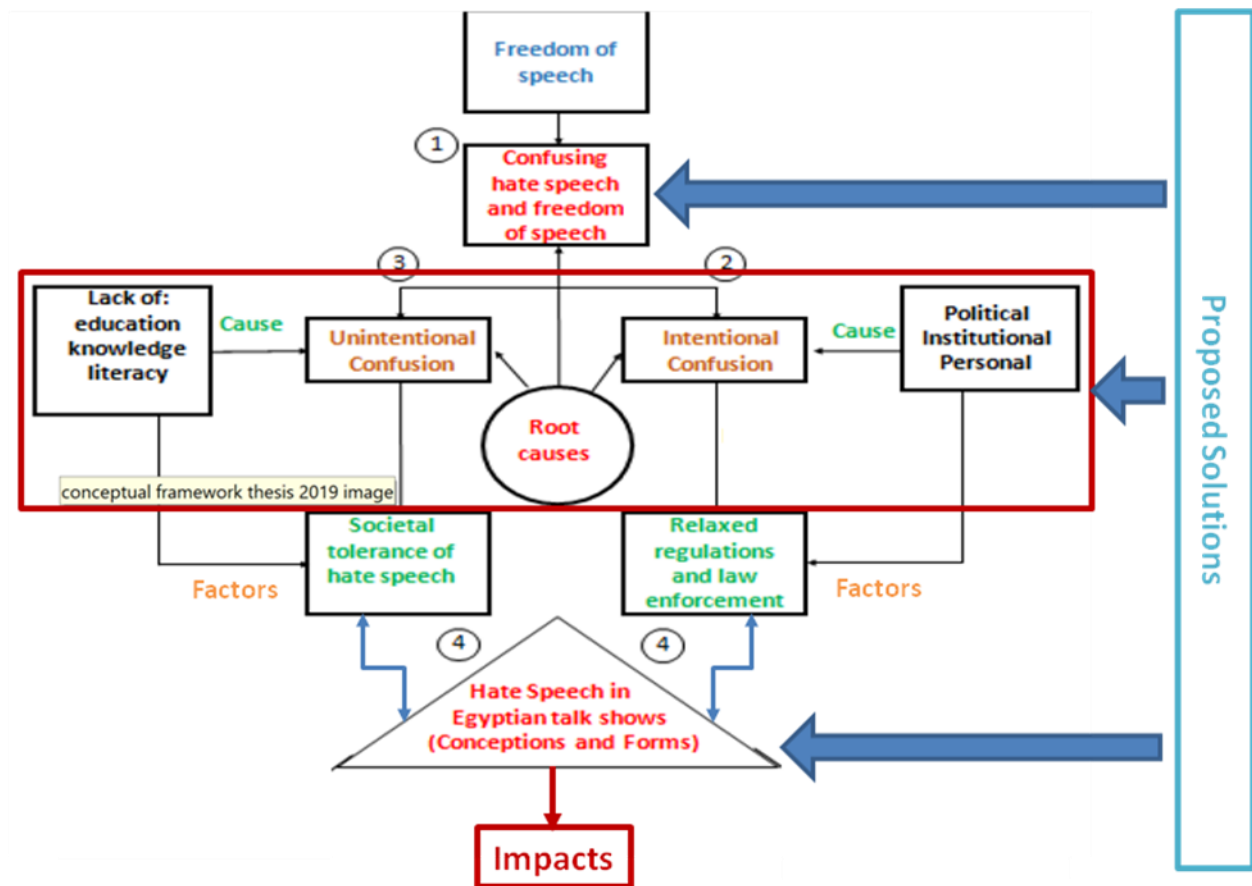 Freedom of
speech
1
Confusing
hate speech
and freedom
of speech
3
2
Lack of:
education
knowledge
literacy
Cause
Unintentional
Confusion
Intentional
Confusion
Cause
Political
Institutional
Personal
Root
causes
conceptual framework thesis 2019 image
Societal
tolerance of
hate speech
Factors
Relaxed
regulations
and law
enforcement
Factors
4
4
Hate Speech in
Egyptian talk shows
(Conceptions and Forms)
Impacts
Proposed Solutions